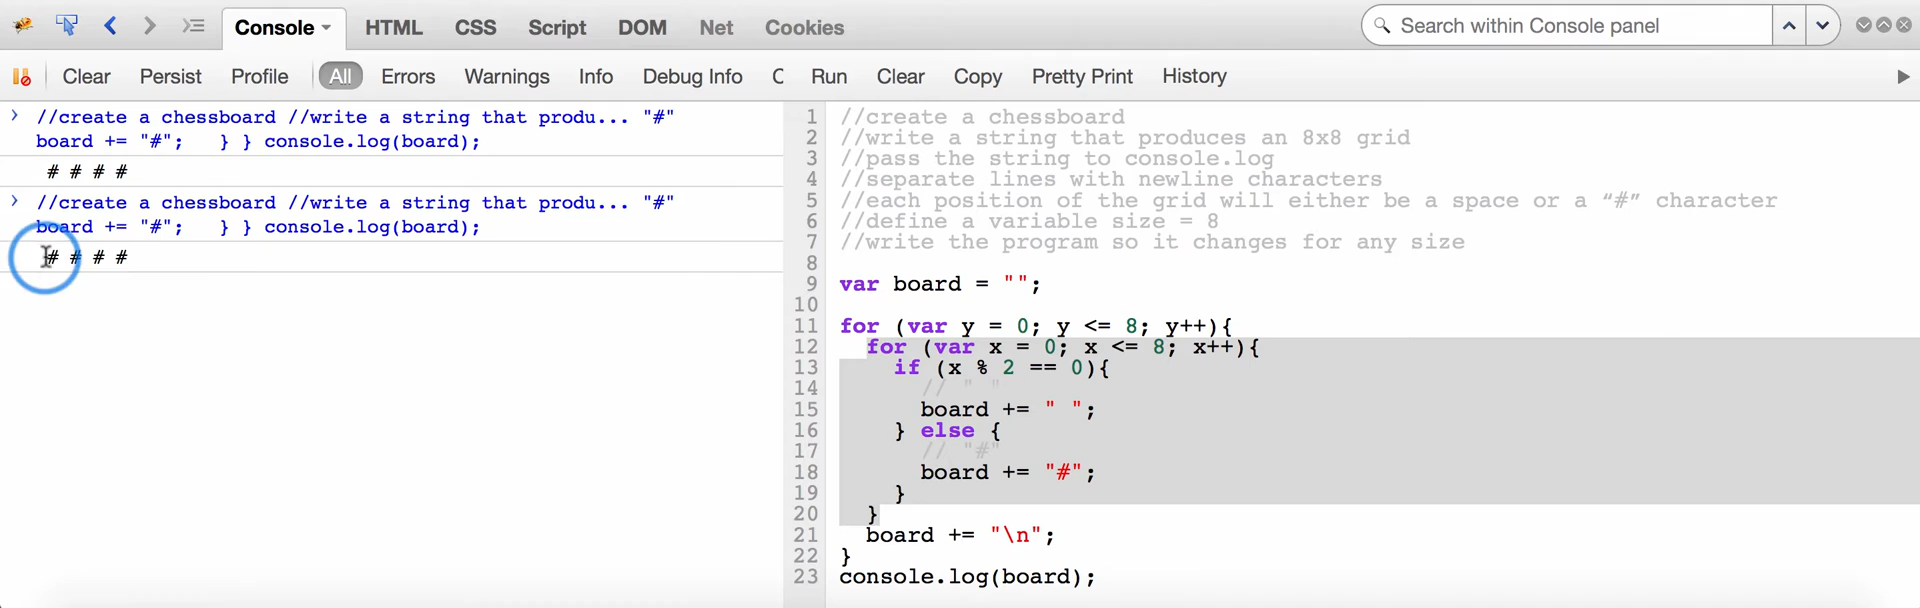 Console HTML CSS Script DOM Net Cookies Search within Console panel
Clear Persist Profile All Errors Warnings Info Debug Info C Run Clear Copy Pretty Print History
//create a chessboard //write a string that produ... "#"
board += "#";   } } console.log(board);
# # # #
//create a chessboard //write a string that produ... "#"
board += "#";   } } console.log(board);
# # # #
1 //create a chessboard
2 //write a string that produces an 8x8 grid
3 //pass the string to console.log
4 //separate lines with newline characters
5 //each position of the grid will either be a space or a “#” character
6 //define a variable size = 8
7 //write the program so it changes for any size
8
9 var board = "";
10
11 for (var y = 0; y <= 8; y++){
12   for (var x = 0; x <= 8; x++){
13     if (x % 2 == 0){
14       // " "
15       board += " ";
16     } else {
17       // "#"
18       board += "#";
19     }
20   }
21   board += "\n";
22 }
23 console.log(board);